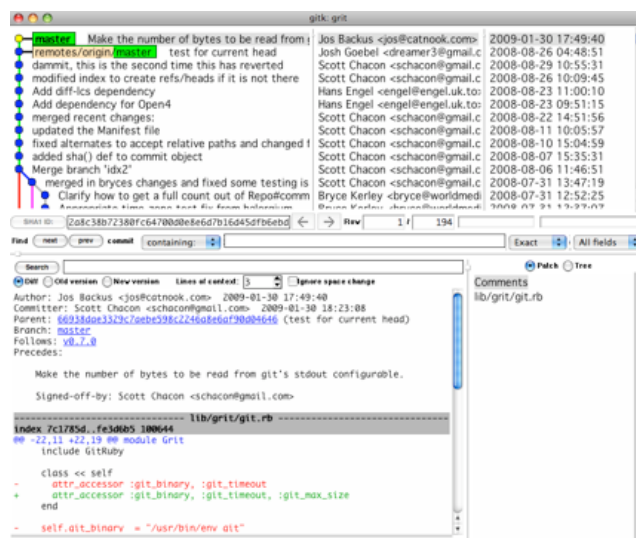 gitk: grit
master Make the number of bytes to be read from g
remotes/origin/master test for current head
dammit, this is the second time this has reverted
modified index to create refs/heads if it is not there
Add diff-lcs dependency
Add dependency for Open4
merged recent changes:
updated the Manifest file
fixed alternates to accept relative paths and changed f
added sha() def to commit object
Merge branch 'idx2'
merged in bryces changes and fixed some testing is
Clarify how to get a full count out of Repo#comm
Jos Backus <jos@catnook.com>
Josh Goebel <dreamer3@gmail.c
Scott Chacon <schacon@gmail.c
Scott Chacon <schacon@gmail.c
Hans Engel <engel@engel.uk.to>
Hans Engel <engel@engel.uk.to>
Scott Chacon <schacon@gmail.c
Scott Chacon <schacon@gmail.c
Scott Chacon <schacon@gmail.c
Scott Chacon <schacon@gmail.c
Scott Chacon <schacon@gmail.c
Scott Chacon <schacon@gmail.c
Bryce Kerley <bkerley@worldmedi
2009-01-30 17:49:40
2008-08-26 04:48:51
2008-08-29 10:55:31
2008-08-26 10:09:45
2008-08-23 11:00:10
2008-08-23 09:51:15
2008-08-22 14:51:56
2008-08-11 10:05:57
2008-08-10 15:04:59
2008-08-07 15:35:31
2008-08-06 11:46:51
2008-07-31 13:47:19
2008-07-31 12:52:25
SHA1 ID: Row 1 / 194
Find next prev commit containing: Exact All fields
Search
Diff Old version New version Lines of context: 3 Ignore space change
Patch Tree
Comments
lib/grit/git.rb
Author: Jos Backus <jos@catnook.com> 2009-01-30 17:49:40
Committer: Scott Chacon <schacon@gmail.com> 2009-01-30 18:23:08
Parent: 66938dae3329c7aebe598c2246a8e6af90d04646 (test for current head)
Branch: master
Follows: v0.7.0
Precedes:
Make the number of bytes to be read from git's stdout configurable.
Signed-off-by: Scott Chacon <schacon@gmail.com>
lib/grit/git.rb
index 7c1785d..fe3d6b5 100644
@@ -22,11 +22,19 @@ module Grit
include GitRuby
class << self
- attr_accessor :git_binary, :git_timeout
+ attr_accessor :git_binary, :git_timeout, :git_max_size
end
- self.git_binary = "/usr/bin/env git"